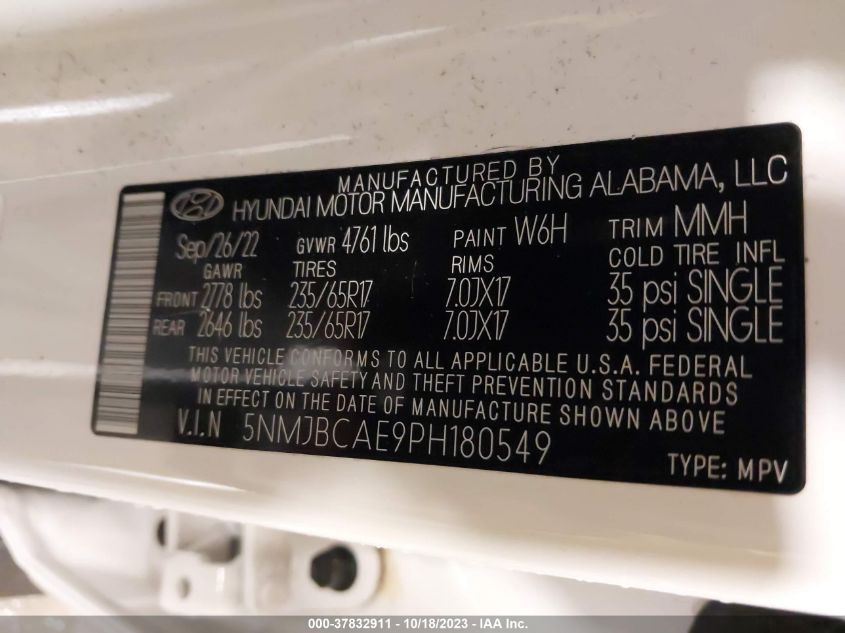 MANUFACTURED BY
HYUNDAI MOTOR MANUFACTURING ALABAMA, LLC
Sep/26/22 GVWR 4761 lbs PAINT W6H TRIM MMH
GAWR TIRES RIMS COLD TIRE INFL
FRONT 2778 lbs 235/65R17 7.0JX17 35 psi SINGLE
REAR 2646 lbs 235/65R17 7.0JX17 35 psi SINGLE
THIS VEHICLE CONFORMS TO ALL APPLICABLE U.S.A. FEDERAL
MOTOR VEHICLE SAFETY AND THEFT PREVENTION STANDARDS
IN EFFECT ON THE DATE OF MANUFACTURE SHOWN ABOVE.
V.I.N 5NMJBCAE9PH180549
TYPE: MPV
000-37832911 - 10/18/2023 - IAA Inc.